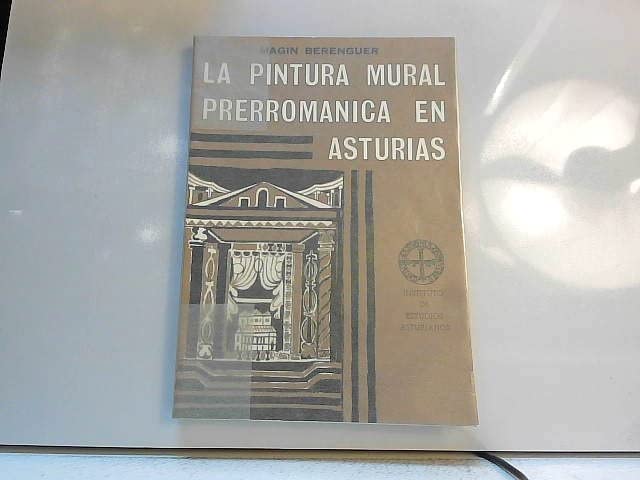 MAGIN BERENGUER
LA PINTURA MURAL
PRERROMANICA EN
ASTURIAS
INSTITUTO
DE
ESTUDIOS
ASTURIANOS